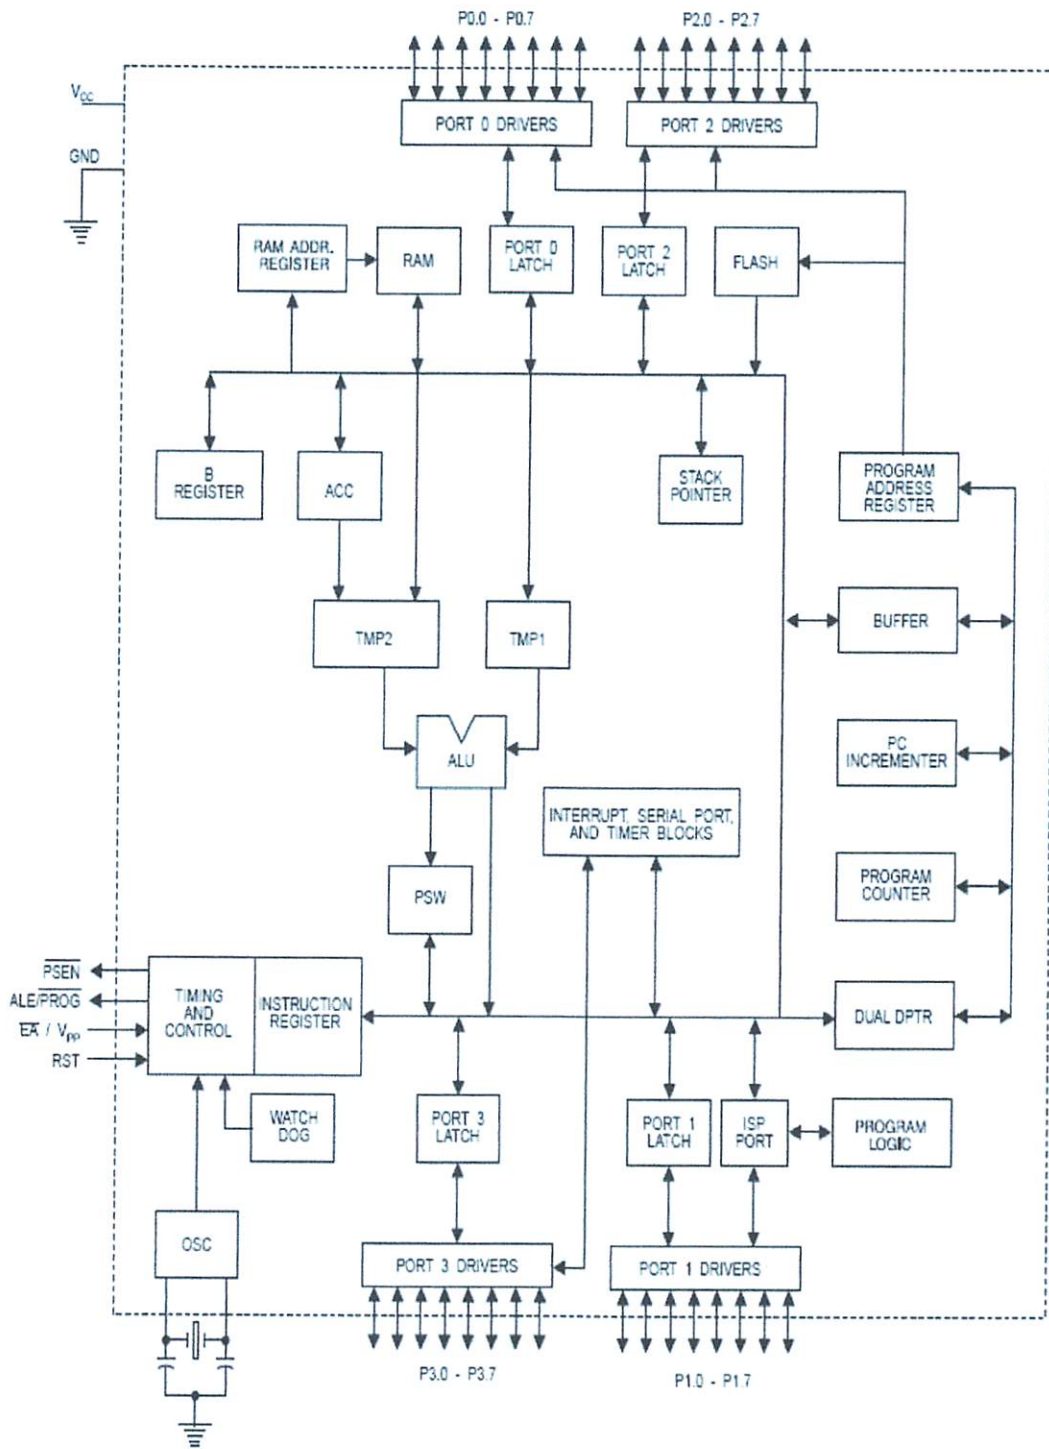 P0.0 - P0.7
P2.0 - P2.7
VCC
GND
PORT 0 DRIVERS
PORT 2 DRIVERS
RAM ADDR.
REGISTER
RAM
PORT 0
LATCH
PORT 2
LATCH
FLASH
B
REGISTER
ACC
STACK
POINTER
PROGRAM
ADDRESS
REGISTER
TMP2
TMP1
BUFFER
ALU
PC
INCREMENTER
INTERRUPT, SERIAL PORT,
AND TIMER BLOCKS
PSW
PROGRAM
COUNTER
PSEN
ALE/PROG
EA / VPP
RST
TIMING
AND
CONTROL
INSTRUCTION
REGISTER
DUAL DPTR
WATCH
DOG
PORT 3
LATCH
PORT 1
LATCH
ISP
PORT
PROGRAM
LOGIC
OSC
PORT 3 DRIVERS
PORT 1 DRIVERS
P3.0 - P3.7
P1.0 - P1.7